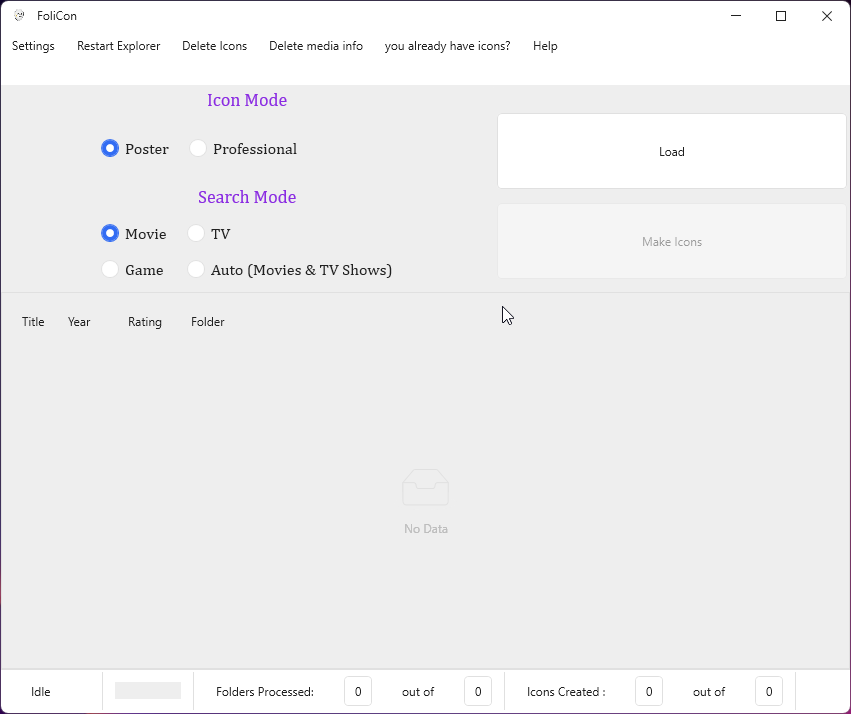 FoliCon
Settings Restart Explorer Delete Icons Delete media info you already have icons? Help
Icon Mode
Poster Professional
Load
Search Mode
Movie TV
Make Icons
Game Auto (Movies & TV Shows)
Title Year Rating Folder
No Data
Idle Folders Processed: 0 out of 0 Icons Created : 0 out of 0